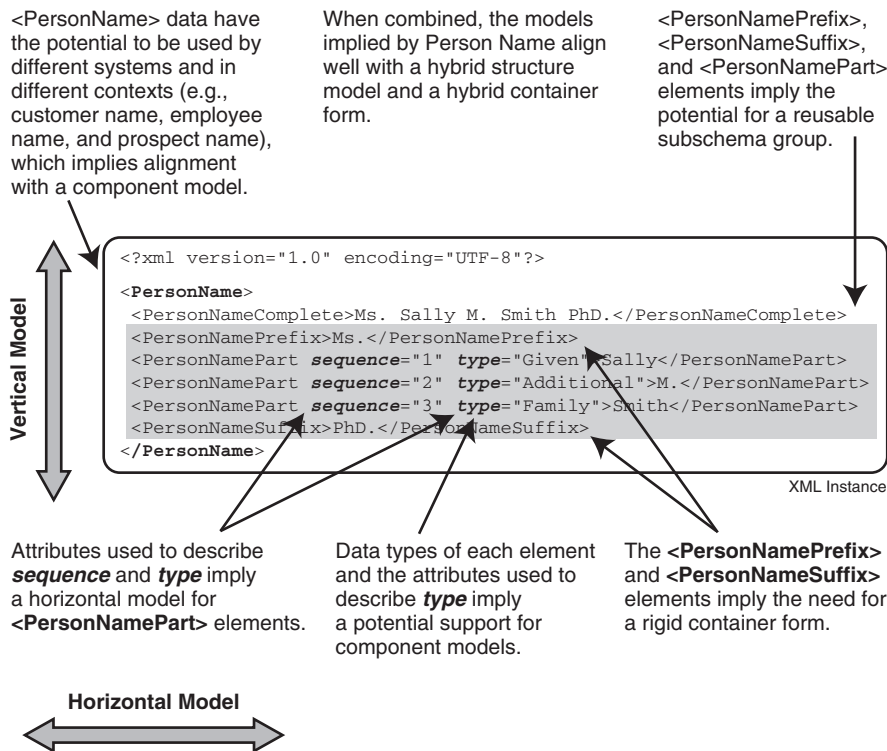 <PersonName> data have
the potential to be used by
different systems and in
different contexts (e.g.,
customer name, employee
name, and prospect name),
which implies alignment
with a component model.
When combined, the models
implied by Person Name align
well with a hybrid structure
model and a hybrid container
form.
<PersonNamePrefix>,
<PersonNameSuffix>,
and <PersonNamePart>
elements imply the
potential for a reusable
subschema group.
Vertical Model
<?xml version="1.0" encoding="UTF-8"?>
<PersonName>
<PersonNameComplete>Ms. Sally M. Smith PhD.</PersonNameComplete>
<PersonNamePrefix>Ms.</PersonNamePrefix>
<PersonNamePart sequence="1" type="Given">Sally</PersonNamePart>
<PersonNamePart sequence="2" type="Additional">M.</PersonNamePart>
<PersonNamePart sequence="3" type="Family">Smith</PersonNamePart>
<PersonNameSuffix>PhD.</PersonNameSuffix>
</PersonName>
XML Instance
Attributes used to describe
sequence and type imply
a horizontal model for
<PersonNamePart> elements.
Data types of each element
and the attributes used to
describe type imply
a potential support for
component models.
The <PersonNamePrefix>
and <PersonNameSuffix>
elements imply the need for
a rigid container form.
Horizontal Model